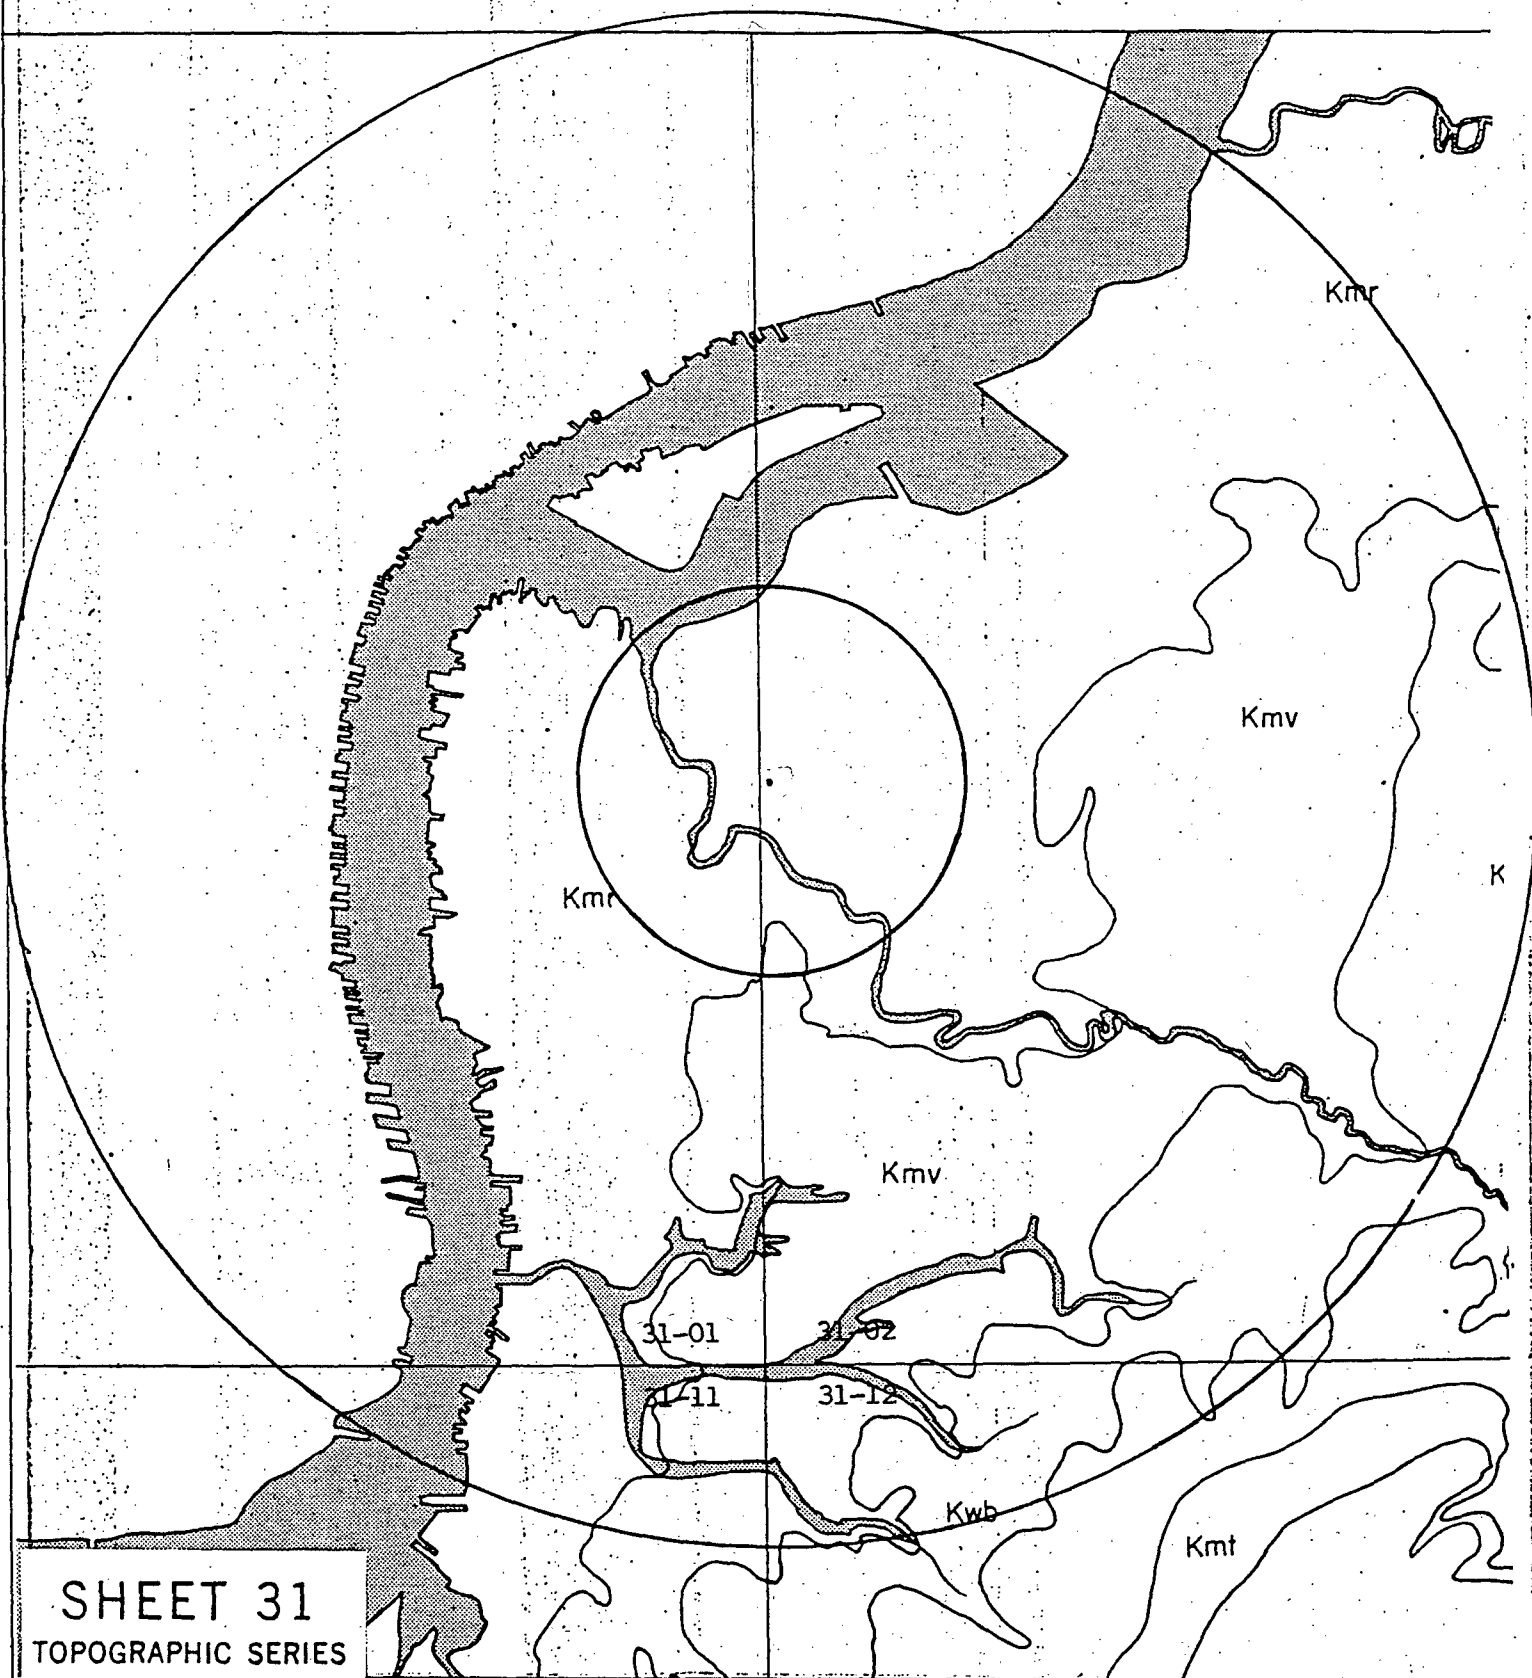 Kmr
Kmv
K
Kmr
Kmv
31-01 31-02
31-11 31-12
Kwb
Kmt
SHEET 31
TOPOGRAPHIC SERIES